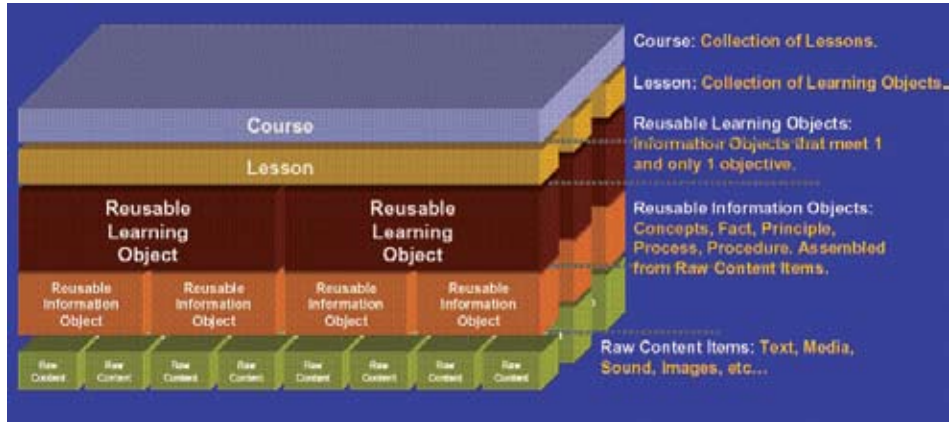 Course: Collection of Lessons.
Lesson: Collection of Learning Objects...
Reusable Learning Objects:
Information Objects that meet 1
and only 1 objective.
Reusable Information Objects:
Concepts, Fact, Principle,
Process, Procedure. Assembled
from Raw Content Items.
Raw Content Items: Text, Media,
Sound, Images, etc...
Course
Lesson
Reusable
Learning
Object
Reusable
Learning
Object
Reusable
Information
Object
Reusable
Information
Object
Reusable
Information
Object
Reusable
Information
Object
Raw
Content
Raw
Content
Raw
Content
Raw
Content
Raw
Content
Raw
Content
Raw
Content
Raw
Content